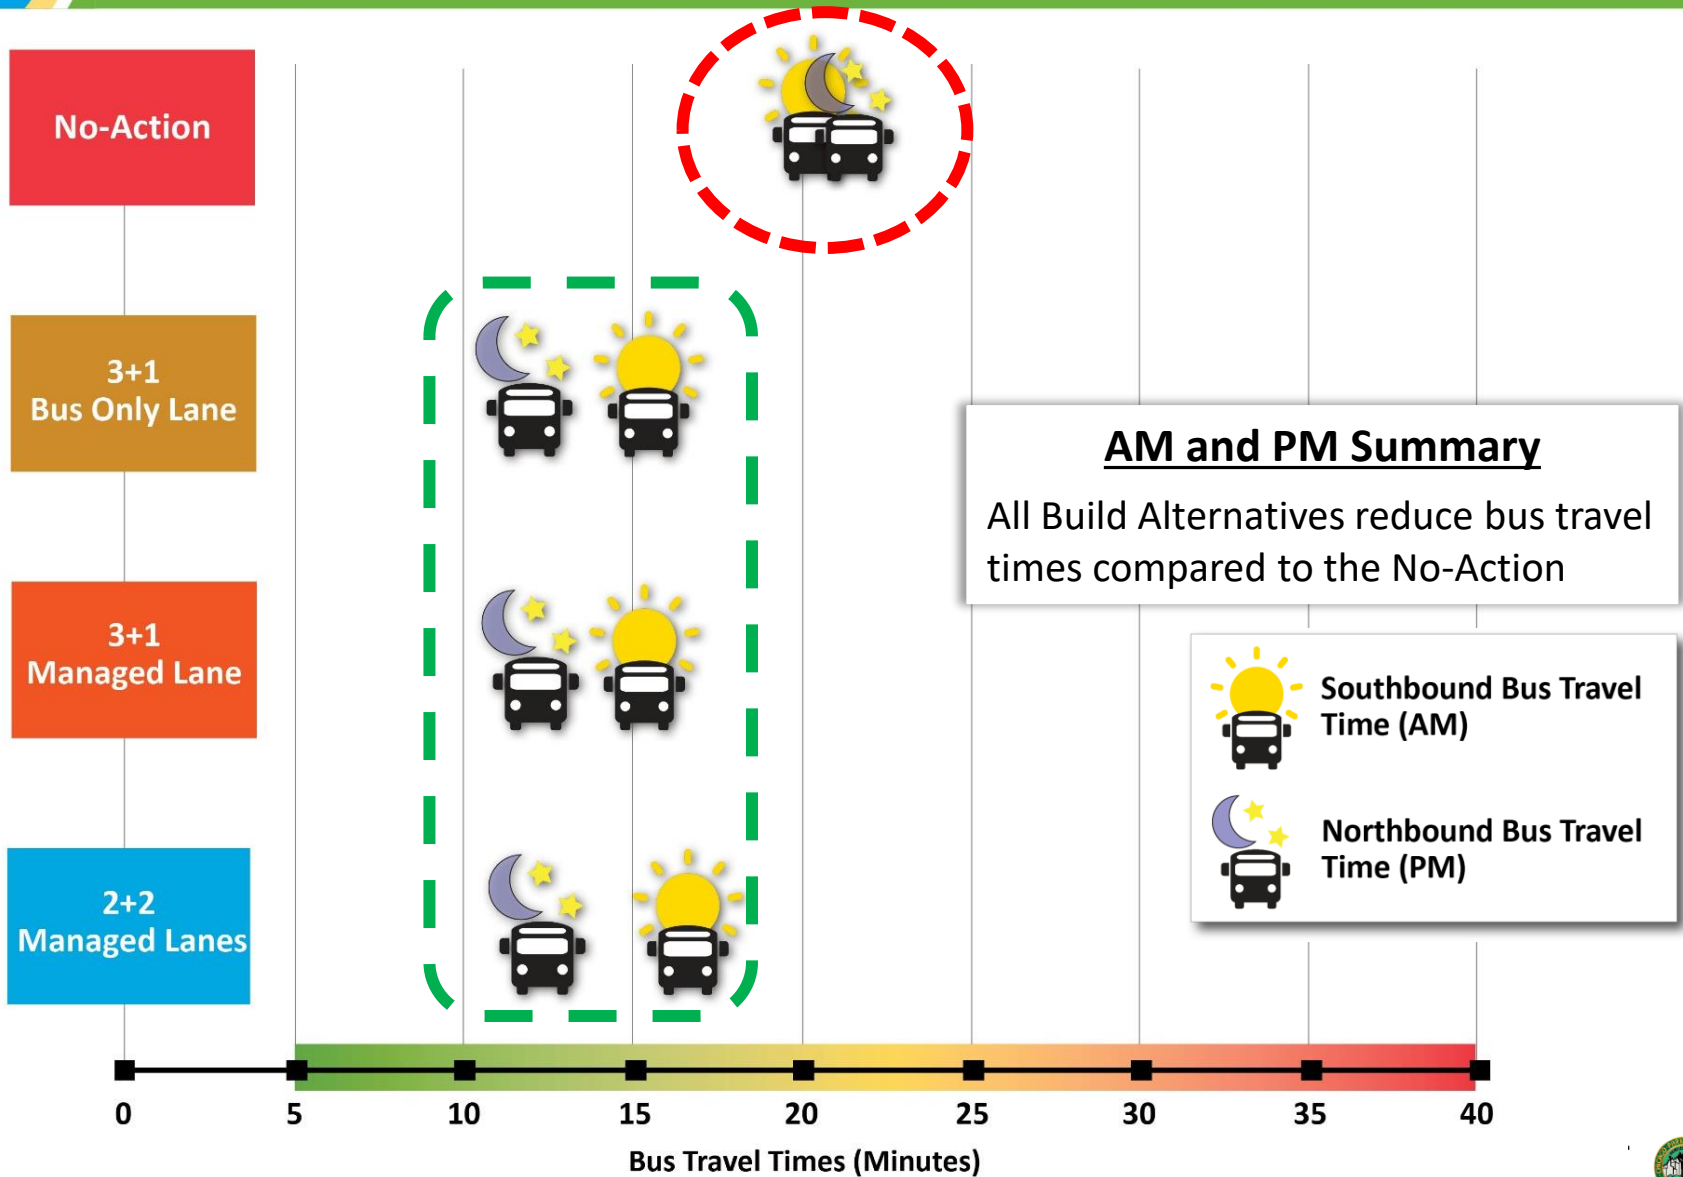 No-Action
3+1
Bus Only Lane
AM and PM Summary
All Build Alternatives reduce bus travel
times compared to the No-Action
3+1
Managed Lane
Southbound Bus Travel
Time (AM)
Northbound Bus Travel
Time (PM)
2+2
Managed Lanes
0 5 10 15 20 25 30 35 40
Bus Travel Times (Minutes)